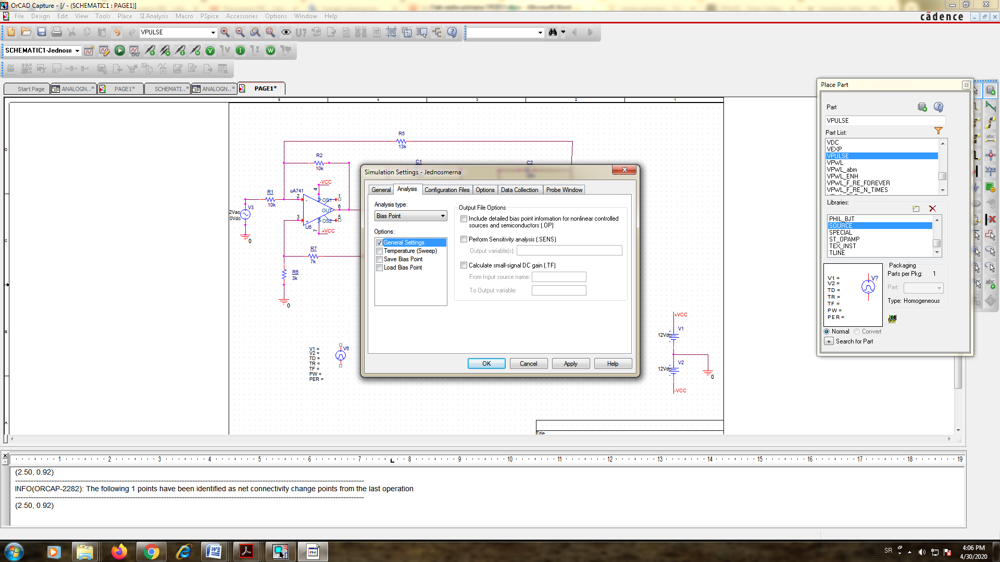 OrCAD Capture - [/ - (SCHEMATIC1 : PAGE1)]
File Design Edit View Tools Place SI Analysis Macro PSpice Accessories Options Window Help
cādence
VPULSE
SCHEMATIC1-Jednosm
Start Page
ANALOGN..*
PAGE1*
SCHEMATI..*
ANALOGN..*
PAGE1*
5 4 3 2 1
D
C
B
A
R5
13k
R2
10k
C1
C2
-VCC
uA741
R1
10k
V3
2Vac
0Vdc
0
4
2
-
OS1
1
6
OUT
3
+
OS2
5
U6
7
+VCC
R7
7k
R6
3k
0
V1 =
V2 =
TD =
TR =
TF =
PW =
PER =
V6
+VCC
V1
12Vdc
V2
12Vdc
0
-VCC
Title
Simulation Settings - Jednosmerna
General
Analysis
Configuration Files
Options
Data Collection
Probe Window
Analysis type:
Bias Point
Options:
General Settings
Temperature (Sweep)
Save Bias Point
Load Bias Point
Output File Options
Include detailed bias point information for nonlinear controlled
sources and semiconductors (.OP)
Perform Sensitivity analysis (.SENS)
Output variable(s):
Calculate small-signal DC gain (.TF)
From Input source name:
To Output variable:
OK
Cancel
Apply
Help
Place Part
Part
VPULSE
Part List:
VDC
VEXP
VPULSE
VPWL
VPWL_abm
VPWL_ENH
VPWL_F_RE_FOREVER
VPWL_F_RE_N_TIMES
Libraries:
PHIL_BJT
SOURCE
SPECIAL
ST_OPAMP
TEX_INST
TLINE
V1 =
V2 =
TD =
TR =
TF =
PW =
PER =
V?
Packaging
Parts per Pkg: 1
Part:
Type: Homogeneous
Normal
Convert
Search for Part
1 2 3 4 5 6 7 8 9 10 11 12 13 14 15 16 17 18 19
(2.50, 0.92)
INFO(ORCAP-2282): The following 1 points have been identified as net connectivity change points from the last operation
(2.50, 0.92)
SR
4:06 PM
4/30/2020